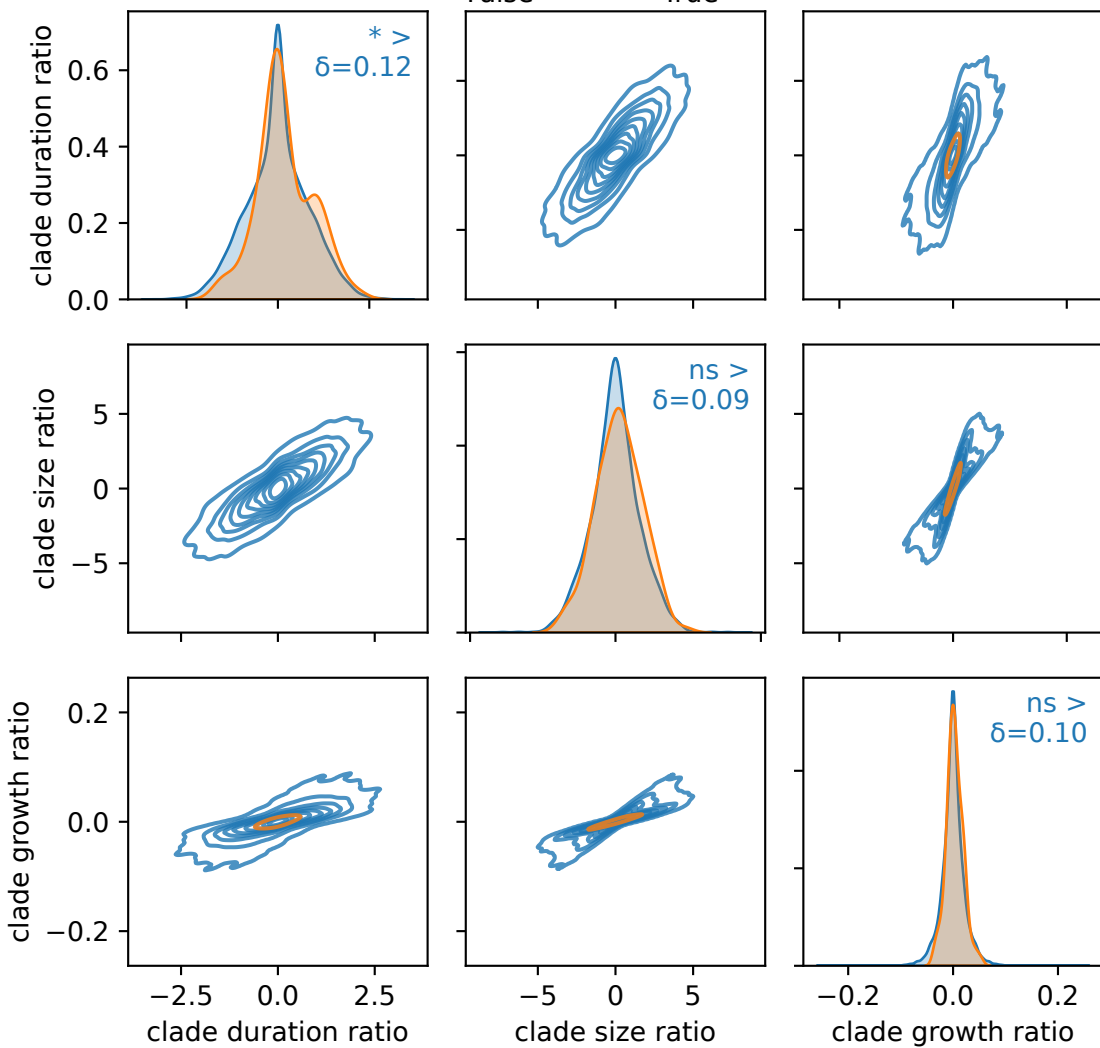 clade duration ratio
0.6
0.4
0.2
0.0
* >
δ=0.12
clade size ratio
5
0
−5
ns >
δ=0.09
clade growth ratio
0.2
0.0
−0.2
ns >
δ=0.10
−2.5 0.0 2.5
−5 0 5
−0.2 0.0 0.2
clade duration ratio
clade size ratio
clade growth ratio